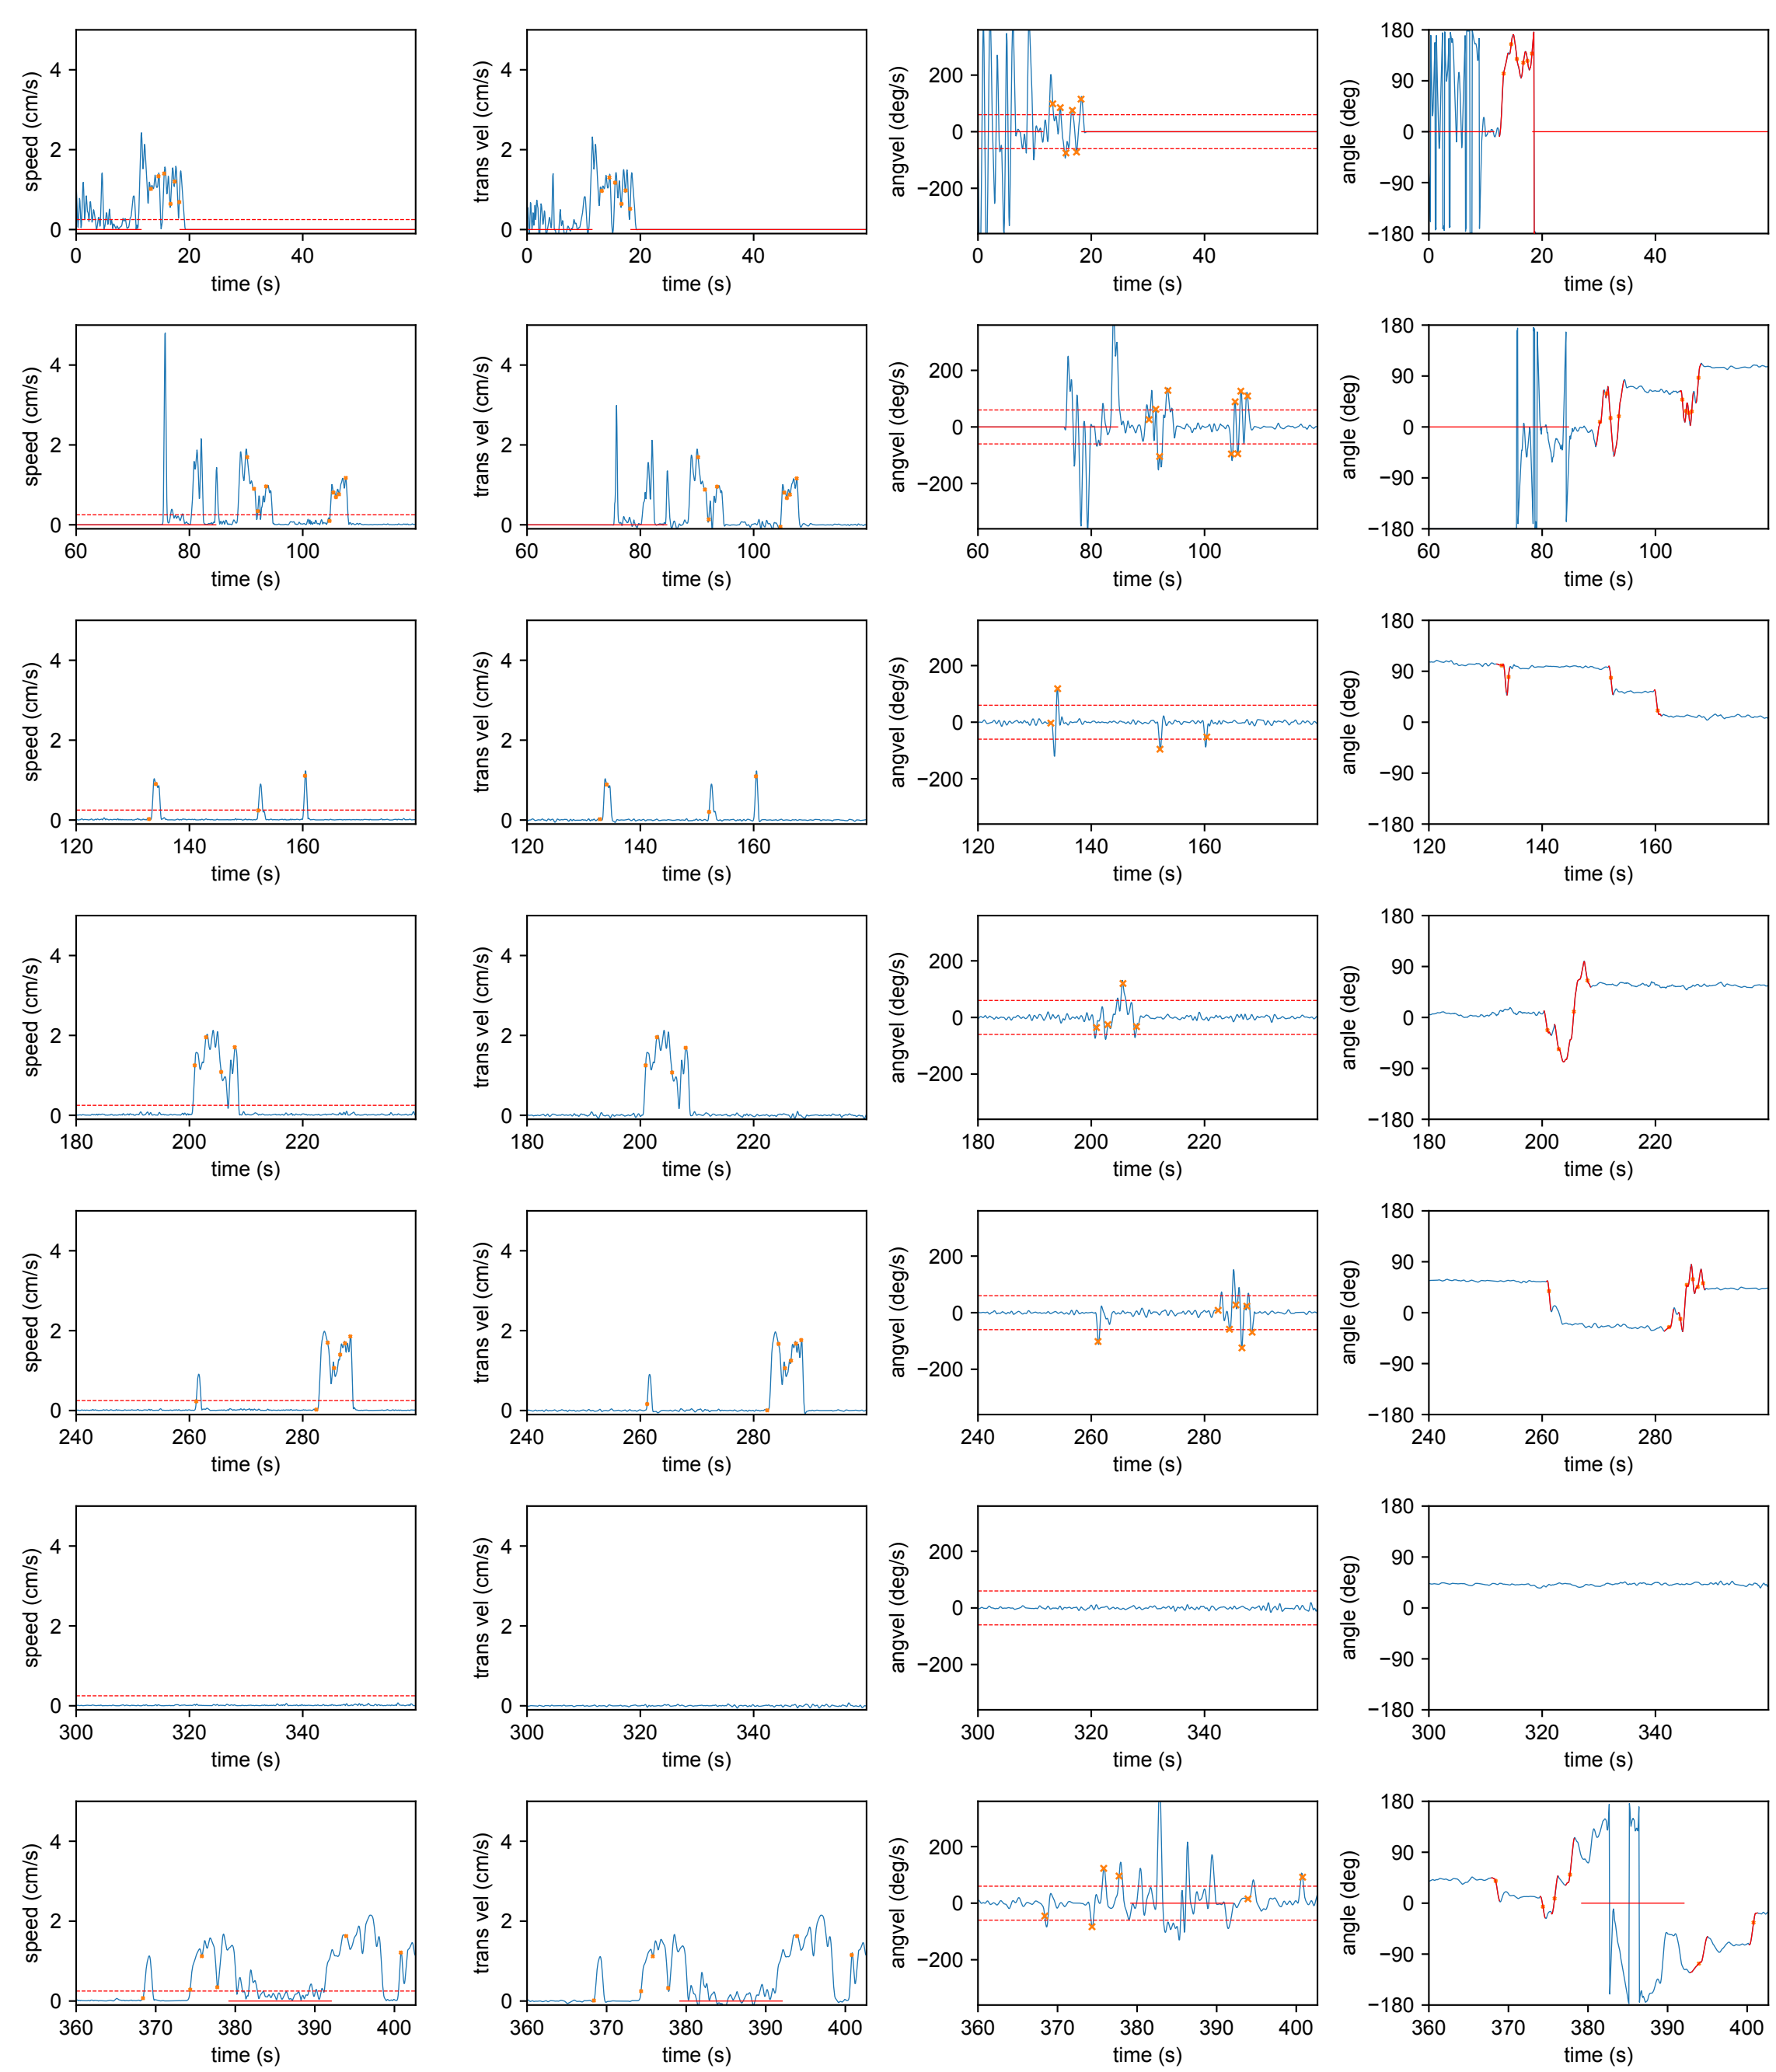 speed (cm/s)
4
2
0
0 20 40
time (s)
trans vel (cm/s)
4
2
0
0 20 40
time (s)
angvel (deg/s)
200
0
−200
0 20 40
time (s)
angle (deg)
180
90
0
−90
−180
0 20 40
time (s)
speed (cm/s)
4
2
0
60 80 100
time (s)
trans vel (cm/s)
4
2
0
60 80 100
time (s)
angvel (deg/s)
200
0
−200
60 80 100
time (s)
angle (deg)
180
90
0
−90
−180
60 80 100
time (s)
speed (cm/s)
4
2
0
120 140 160
time (s)
trans vel (cm/s)
4
2
0
120 140 160
time (s)
angvel (deg/s)
200
0
−200
120 140 160
time (s)
angle (deg)
180
90
0
−90
−180
120 140 160
time (s)
speed (cm/s)
4
2
0
180 200 220
time (s)
trans vel (cm/s)
4
2
0
180 200 220
time (s)
angvel (deg/s)
200
0
−200
180 200 220
time (s)
angle (deg)
180
90
0
−90
−180
180 200 220
time (s)
speed (cm/s)
4
2
0
240 260 280
time (s)
trans vel (cm/s)
4
2
0
240 260 280
time (s)
angvel (deg/s)
200
0
−200
240 260 280
time (s)
angle (deg)
180
90
0
−90
−180
240 260 280
time (s)
speed (cm/s)
4
2
0
300 320 340
time (s)
trans vel (cm/s)
4
2
0
300 320 340
time (s)
angvel (deg/s)
200
0
−200
300 320 340
time (s)
angle (deg)
180
90
0
−90
−180
300 320 340
time (s)
speed (cm/s)
4
2
0
360 370 380 390 400
time (s)
trans vel (cm/s)
4
2
0
360 370 380 390 400
time (s)
angvel (deg/s)
200
0
−200
360 370 380 390 400
time (s)
angle (deg)
180
90
0
−90
−180
360 370 380 390 400
time (s)